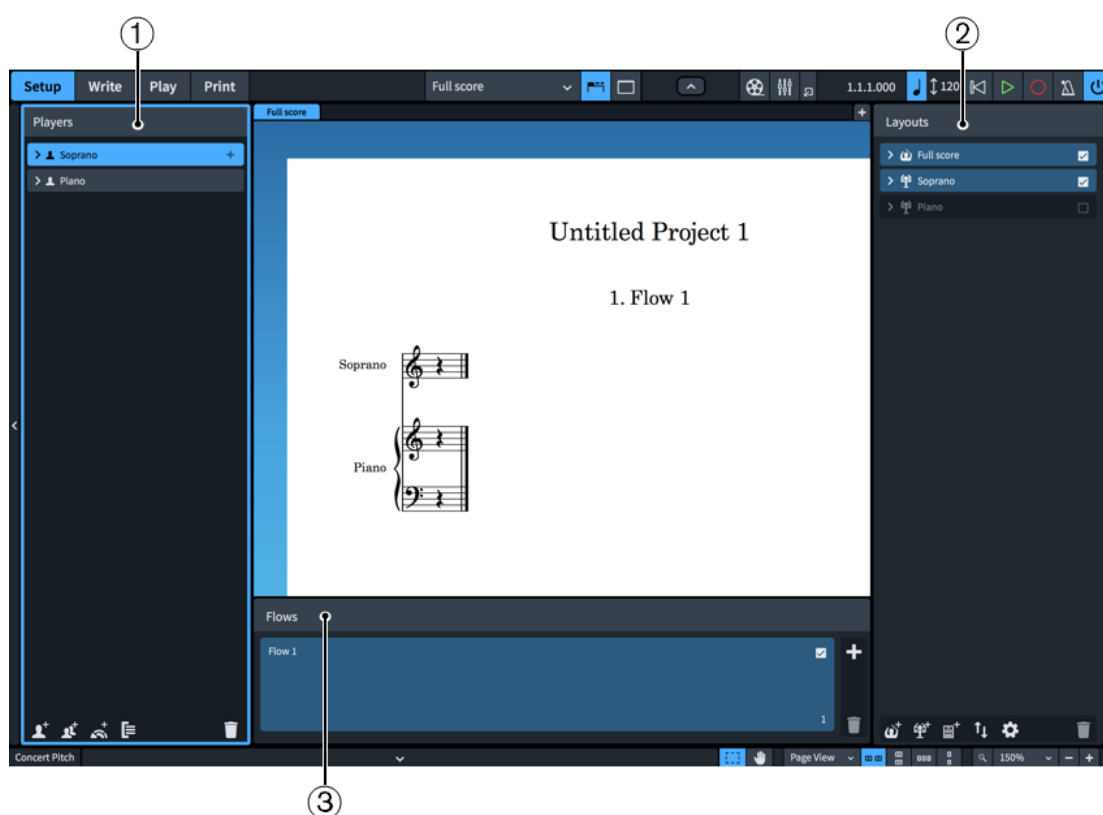 1
2
Setup Write Play Print Full score 1.1.1.000 120
Players
Full score
Layouts
Soprano
Piano
Full score
Soprano
Piano
Untitled Project 1
1. Flow 1
Soprano
Piano
Flows
Flow 1
1
Concert Pitch Page View 150%
3